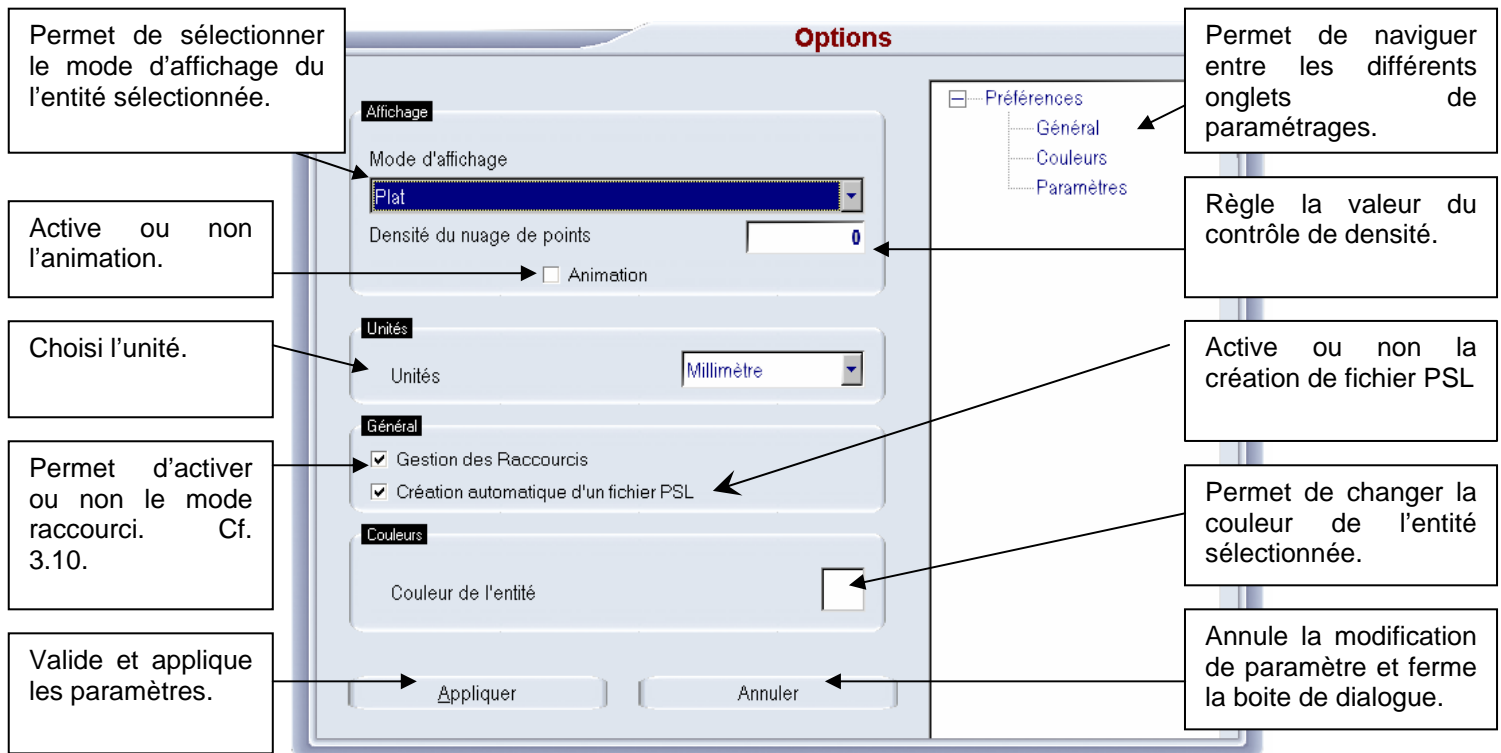 Permet de sélectionner
le mode d'affichage du
l'entité sélectionnée.
Active ou non
l'animation.
Choisi l'unité.
Permet d'activer
ou non le mode
raccourci. Cf.
3.10.
Valide et applique
les paramètres.
Options
Affichage
Mode d'affichage
Plat
Densité du nuage de points 0
Animation
Unités
Unités Millimètre
Général
Gestion des Raccourcis
Création automatique d'un fichier PSL
Couleurs
Couleur de l'entité
Appliquer Annuler
Préférences
Général
Couleurs
Paramètres
Permet de naviguer
entre les différents
onglets de
paramétrages.
Règle la valeur du
contrôle de densité.
Active ou non la
création de fichier PSL
Permet de changer la
couleur de l'entité
sélectionnée.
Annule la modification
de paramètre et ferme
la boite de dialogue.